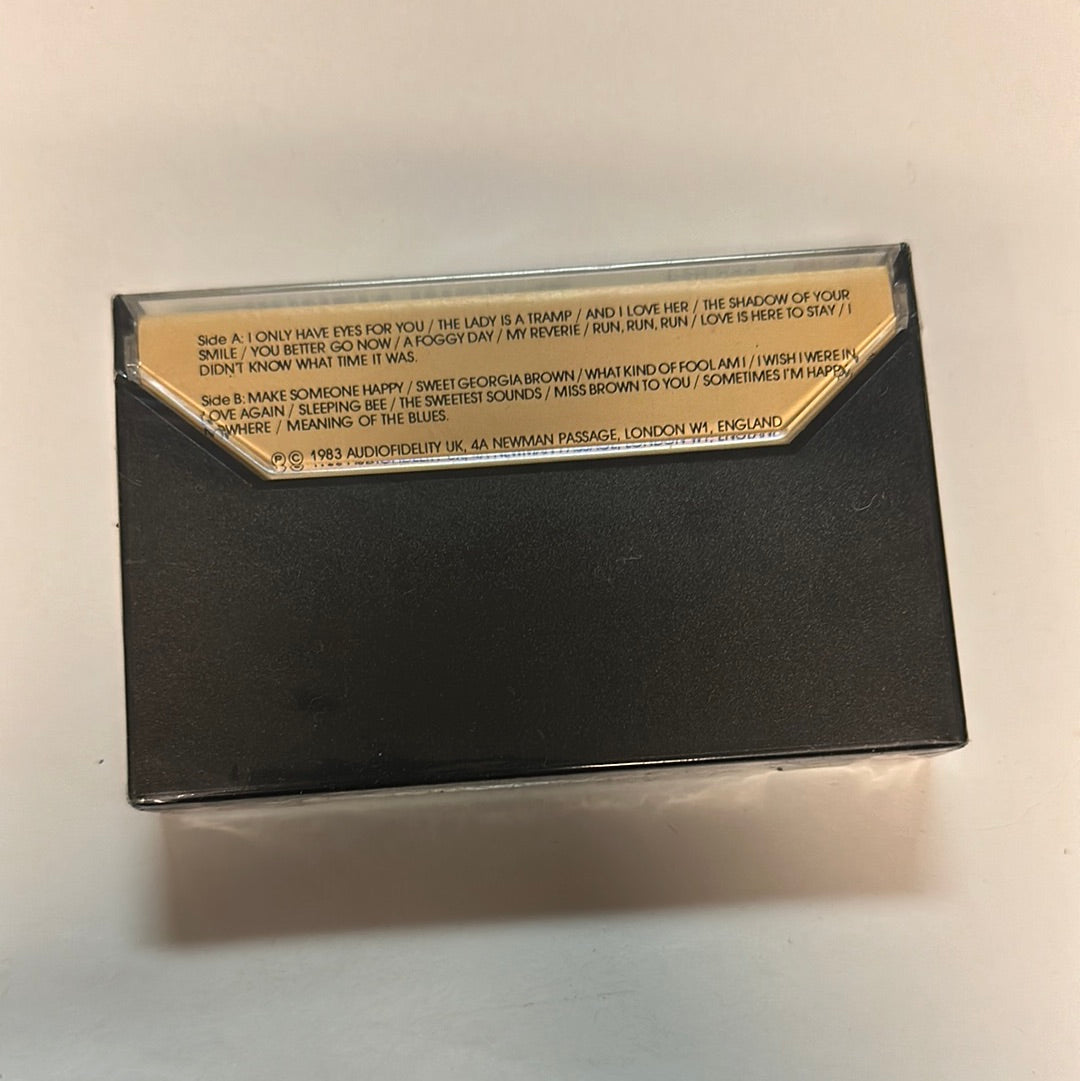 Side A: I ONLY HAVE EYES FOR YOU / THE LADY IS A TRAMP / AND I LOVE HER / THE SHADOW OF YOUR
SMILE / YOU BETTER GO NOW / A FOGGY DAY / MY REVERIE / RUN, RUN, RUN / LOVE IS HERE TO STAY / I
DIDN'T KNOW WHAT TIME IT WAS.
Side B: MAKE SOMEONE HAPPY / SWEET GEORGIA BROWN / WHAT KIND OF FOOL AM I / I WISH I WERE IN
LOVE AGAIN / SLEEPING BEE / THE SWEETEST SOUNDS / MISS BROWN TO YOU / SOMETIMES I'M HAPPY,
NOWHERE / MEANING OF THE BLUES.
℗ © 1983 AUDIOFIDELITY UK, 4A NEWMAN PASSAGE, LONDON W1, ENGLAND